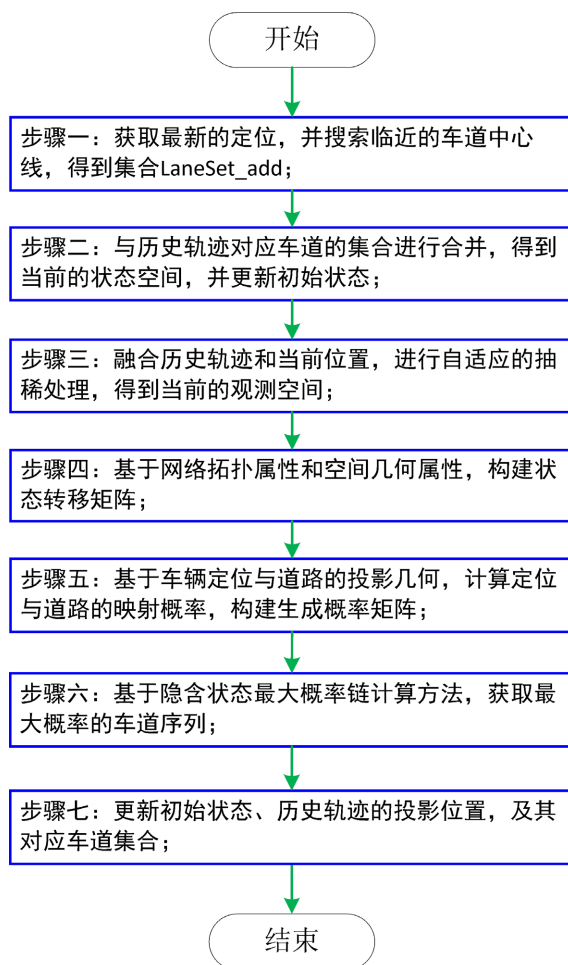 开始
步骤一：获取最新的定位，并搜索临近的车道中心
线，得到集合LaneSet_add；
步骤二：与历史轨迹对应车道的集合进行合并，得到
当前的状态空间，并更新初始状态；
步骤三：融合历史轨迹和当前位置，进行自适应的抽
稀处理，得到当前的观测空间；
步骤四：基于网络拓扑属性和空间几何属性，构建状
态转移矩阵；
步骤五：基于车辆定位与道路的投影几何，计算定位
与道路的映射概率，构建生成概率矩阵；
步骤六：基于隐含状态最大概率链计算方法，获取最
大概率的车道序列；
步骤七：更新初始状态、历史轨迹的投影位置，及其
对应车道集合；
结束